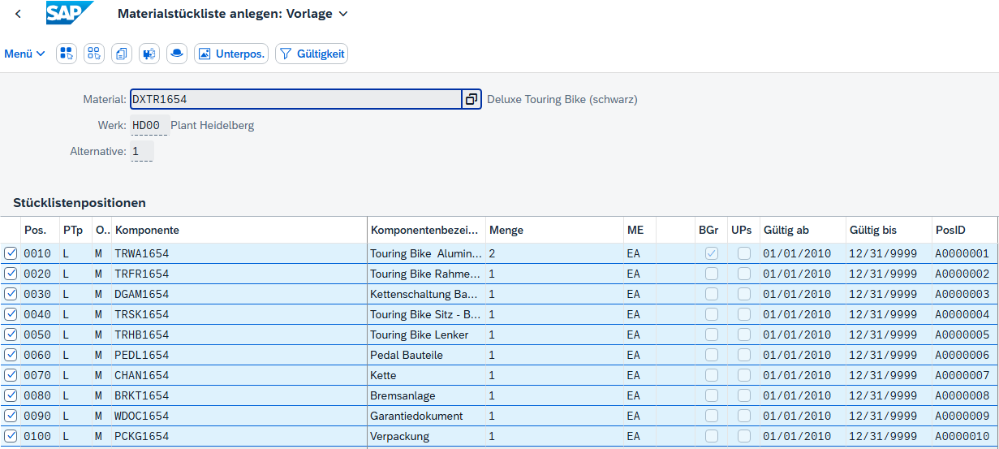 SAP Materialstückliste anlegen: Vorlage
Menü Unterpos. Gültigkeit
Material: DXTR1654 Deluxe Touring Bike (schwarz)
Werk: HD00 Plant Heidelberg
Alternative: 1
Stücklistenpositionen
Pos. PTp O.. Komponente Komponentenbezei... Menge ME BGr UPs Gültig ab Gültig bis PosID
0010 L M TRWA1654 Touring Bike Alumin... 2 EA 01/01/2010 12/31/9999 A0000001
0020 L M TRFR1654 Touring Bike Rahme... 1 EA 01/01/2010 12/31/9999 A0000002
0030 L M DGAM1654 Kettenschaltung Ba... 1 EA 01/01/2010 12/31/9999 A0000003
0040 L M TRSK1654 Touring Bike Sitz - B... 1 EA 01/01/2010 12/31/9999 A0000004
0050 L M TRHB1654 Touring Bike Lenker 1 EA 01/01/2010 12/31/9999 A0000005
0060 L M PEDL1654 Pedal Bauteile 1 EA 01/01/2010 12/31/9999 A0000006
0070 L M CHAN1654 Kette 1 EA 01/01/2010 12/31/9999 A0000007
0080 L M BRKT1654 Bremsanlage 1 EA 01/01/2010 12/31/9999 A0000008
0090 L M WDOC1654 Garantiedokument 1 EA 01/01/2010 12/31/9999 A0000009
0100 L M PCKG1654 Verpackung 1 EA 01/01/2010 12/31/9999 A0000010